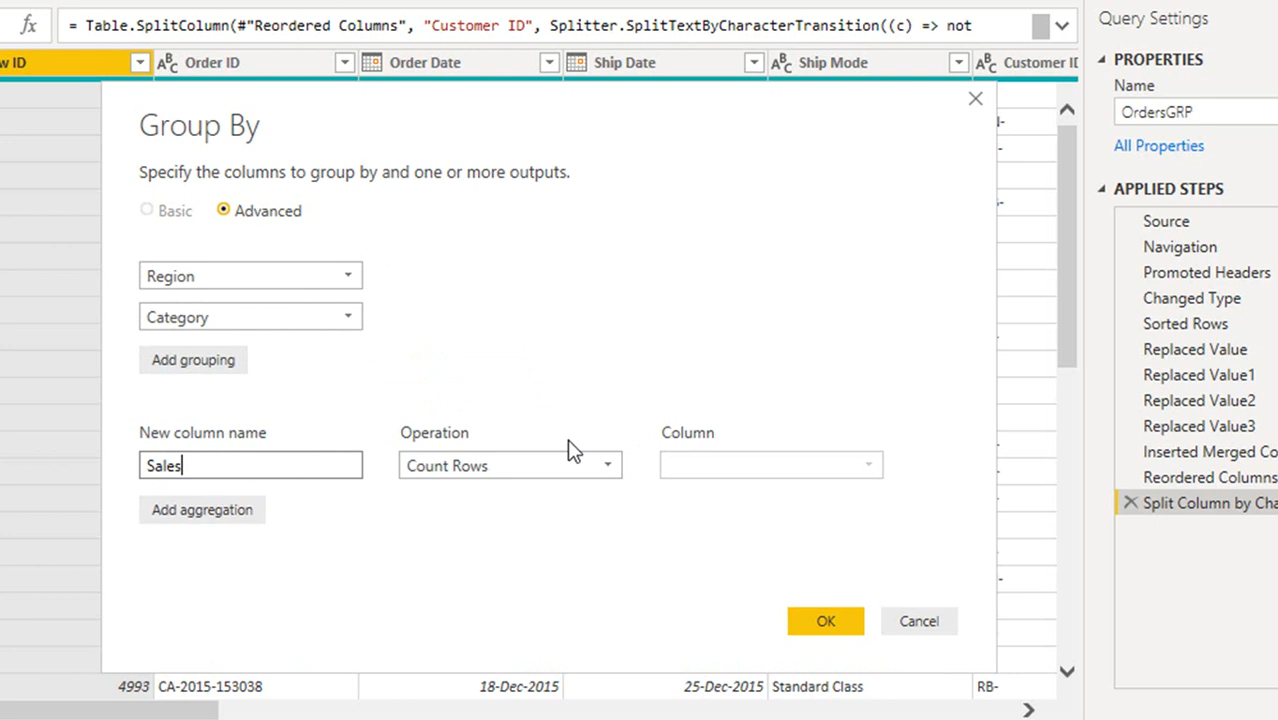 fx = Table.SplitColumn(#"Reordered Columns", "Customer ID", Splitter.SplitTextByCharacterTransition((c) => not
w ID ABC Order ID Order Date Ship Date ABC Ship Mode ABC Customer ID
Group By
Specify the columns to group by and one or more outputs.
Basic Advanced
Region
Category
Add grouping
New column name Operation Column
Sales Count Rows
Add aggregation
OK Cancel
4993 CA-2015-153038 18-Dec-2015 25-Dec-2015 Standard Class RB-
Query Settings
PROPERTIES
Name
OrdersGRP
All Properties
APPLIED STEPS
Source
Navigation
Promoted Headers
Changed Type
Sorted Rows
Replaced Value
Replaced Value1
Replaced Value2
Replaced Value3
Inserted Merged Co
Reordered Columns
Split Column by Cha